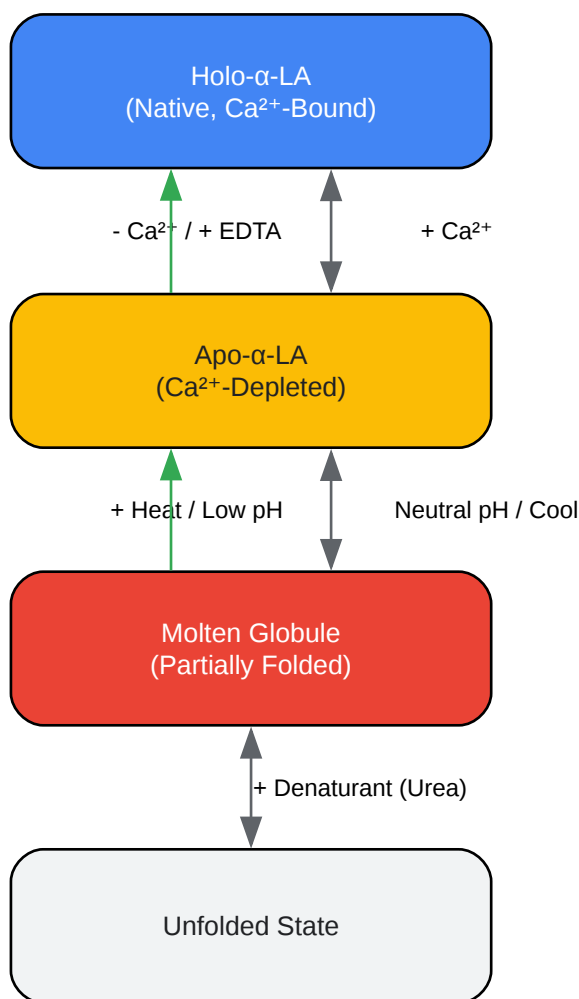 Holo-α-LA
(Native, Ca²⁺-Bound)
- Ca²⁺ / + EDTA
+ Ca²⁺
Apo-α-LA
(Ca²⁺-Depleted)
+ Heat / Low pH
Neutral pH / Cool
Molten Globule
(Partially Folded)
+ Denaturant (Urea)
Unfolded State